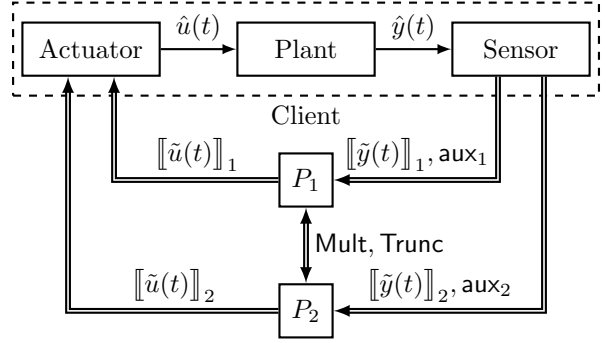 û(t) ŷ(t)
Actuator Plant Sensor
Client
⟦ũ(t)⟧₁ ⟦ỹ(t)⟧₁, aux₁
P₁
Mult, Trunc
⟦ũ(t)⟧₂ ⟦ỹ(t)⟧₂, aux₂
P₂